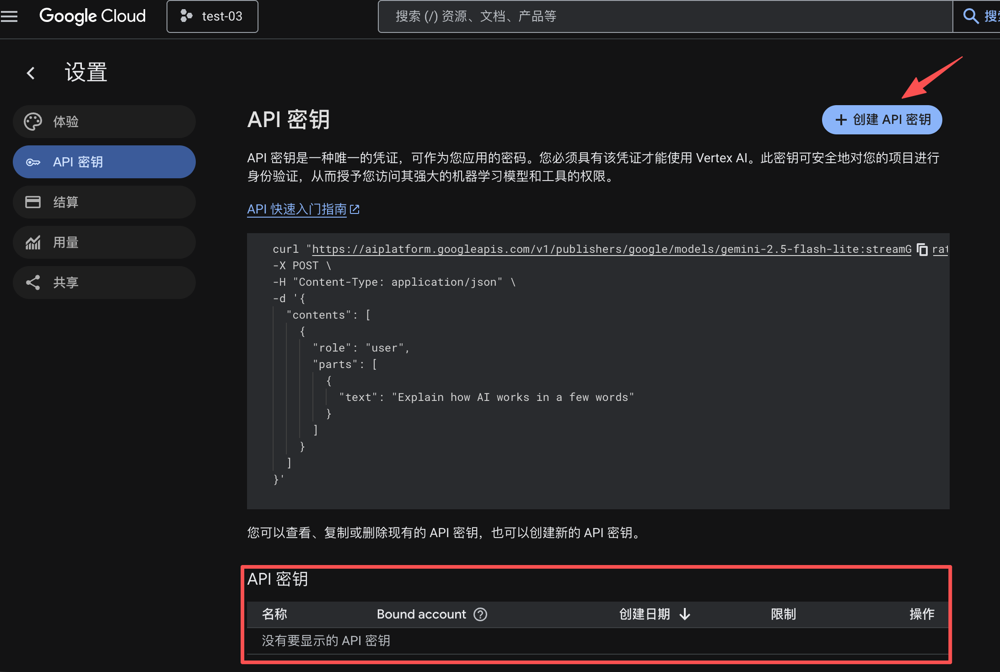 Google Cloud
test-03
搜索 (/) 资源、文档、产品等
设置
体验
API 密钥
结算
用量
共享
API 密钥
创建 API 密钥
API 密钥是一种唯一的凭证，可作为您应用的密码。您必须具有该凭证才能使用 Vertex AI。此密钥可安全地对您的项目进行
身份验证，从而授予您访问其强大的机器学习模型和工具的权限。
API 快速入门指南
curl "https://aiplatform.googleapis.com/v1/publishers/google/models/gemini-2.5-flash-lite:streamG rat
-X POST \
-H "Content-Type: application/json" \
-d '{
"contents": [
{
"role": "user",
"parts": [
{
"text": "Explain how AI works in a few words"
}
]
}
]
}'
您可以查看、复制或删除现有的 API 密钥，也可以创建新的 API 密钥。
API 密钥
名称 Bound account 创建日期 限制 操作
没有要显示的 API 密钥